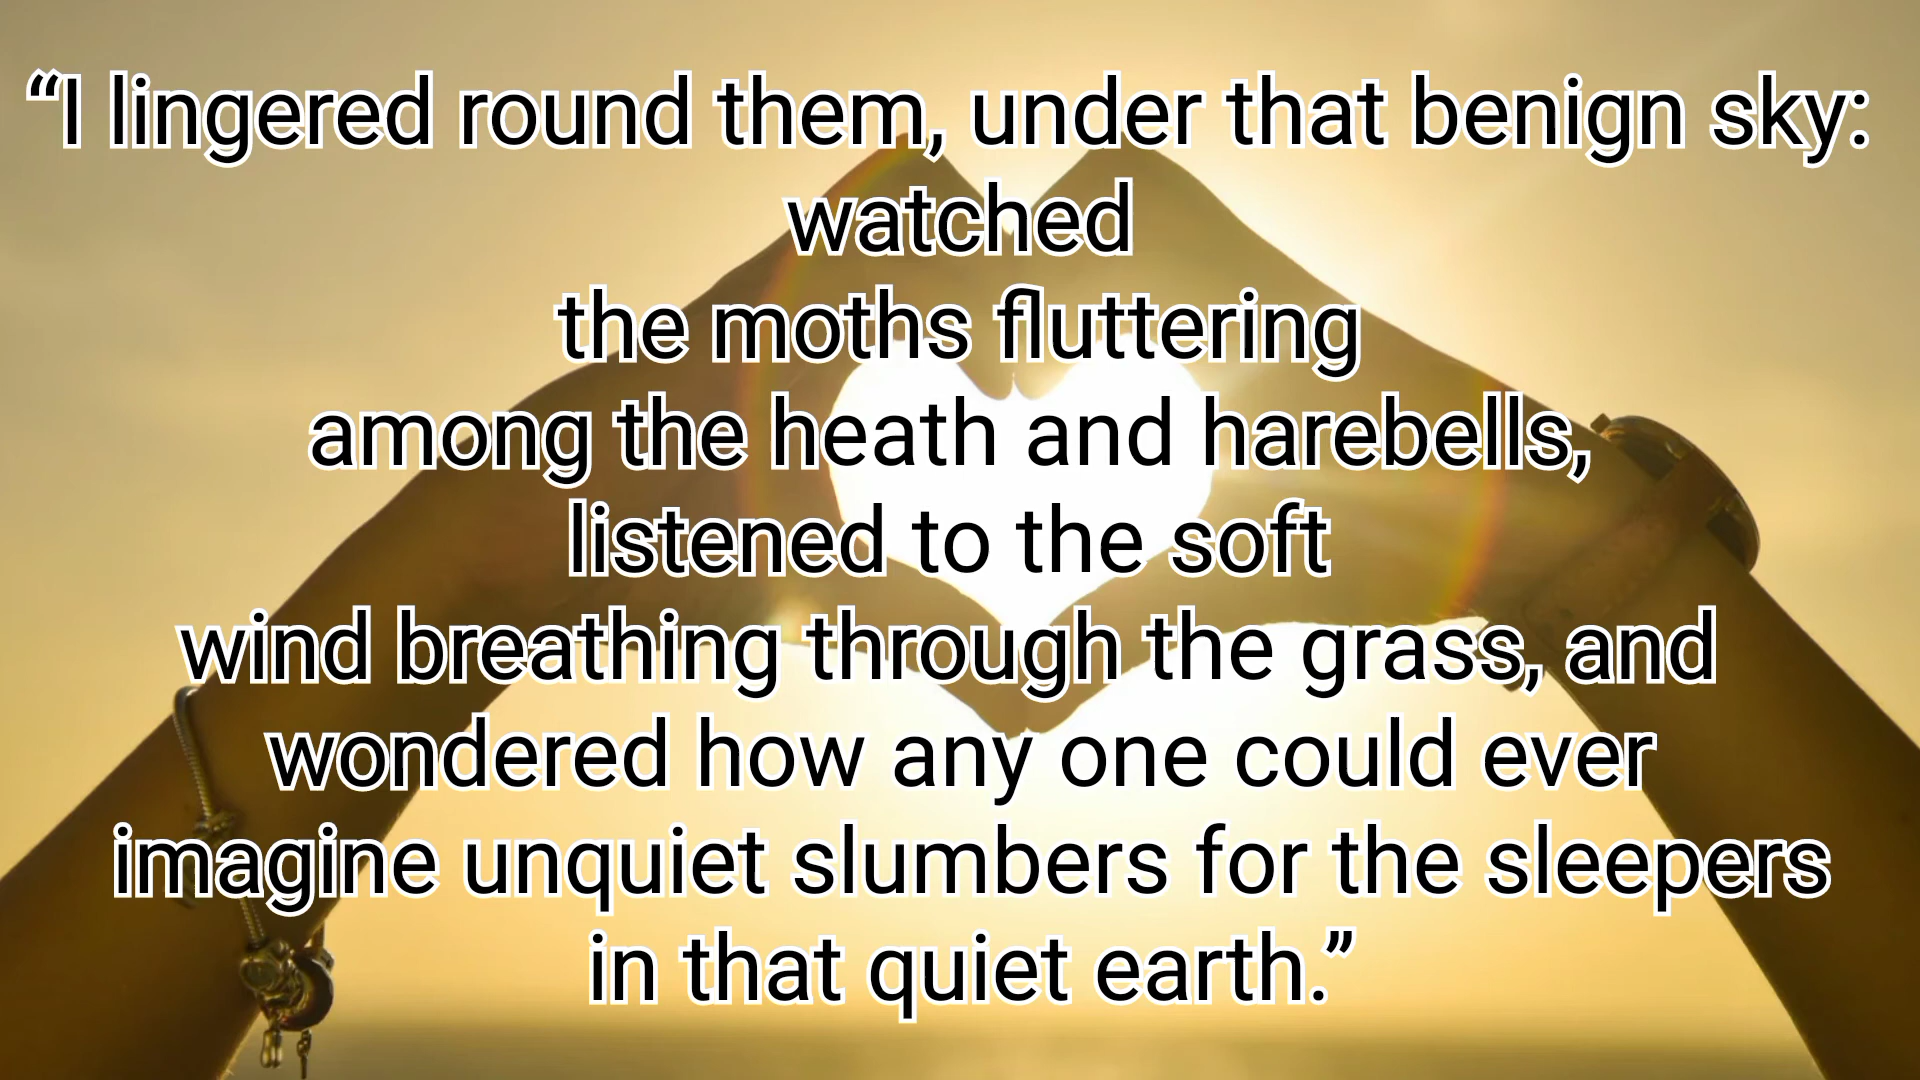 “I lingered round them, under that benign sky:
watched
the moths fluttering
among the heath and harebells,
listened to the soft
wind breathing through the grass, and
wondered how any one could ever
imagine unquiet slumbers for the sleepers
in that quiet earth.”